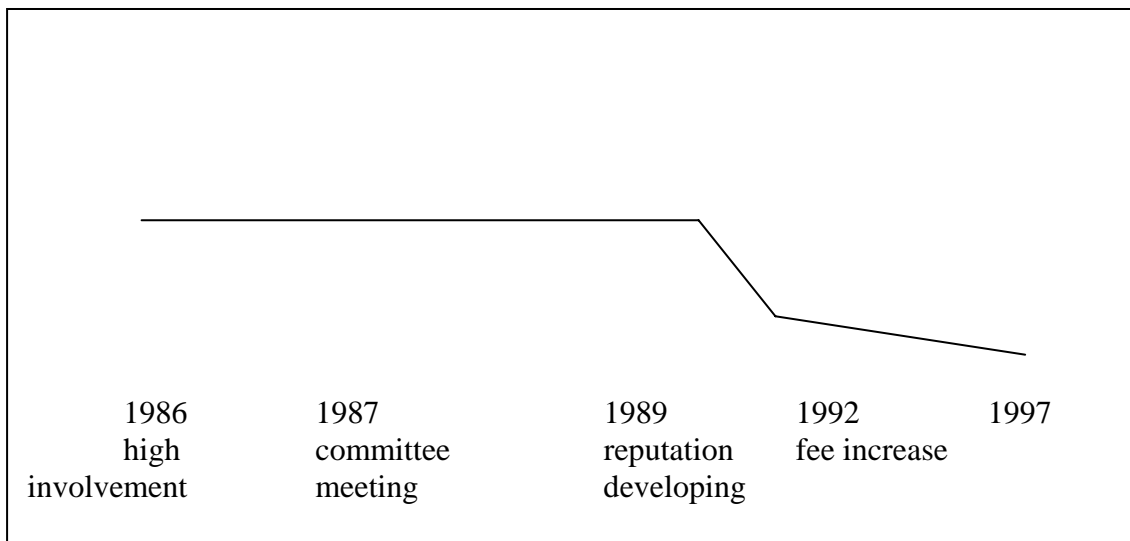 1986 1987 1989 1992 1997
high committee reputation fee increase
involvement meeting developing